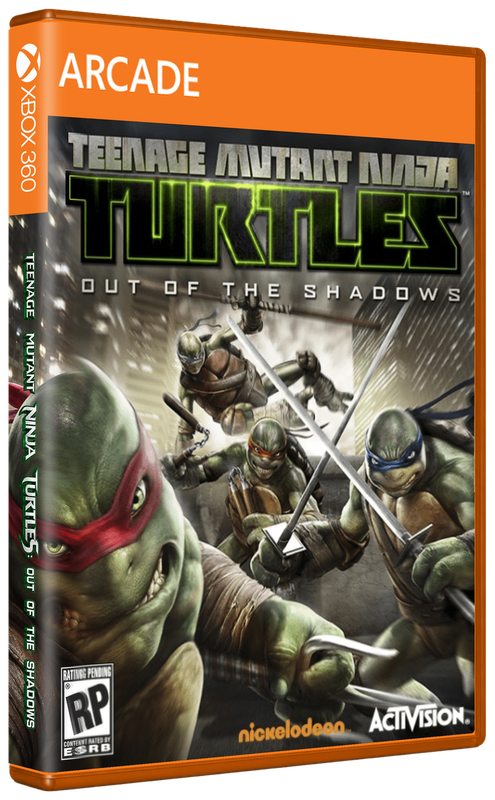 XBOX 360
TEENAGE MUTANT NINJA TURTLES: OUT OF THE SHADOWS
ARCADE
TEENAGE MUTANT NINJA
TURTLES™
OUT OF THE SHADOWS
RATING PENDING
RP
CONTENT RATED BY
ESRB
nickelodeon
ACTIVISION®